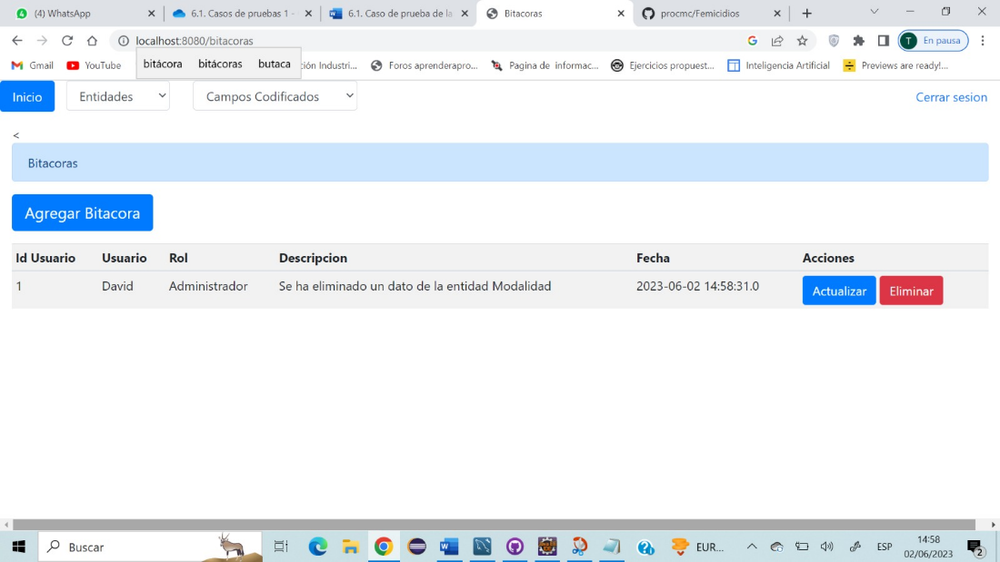 (4) WhatsApp
6.1. Casos de pruebas 1 -
6.1. Caso de prueba de la
Bitacoras
procmc/Femicidios
localhost:8080/bitacoras
En pausa
T
bitácora bitácoras butaca
Gmail YouTube ión Industri... Foros aprenderapro... Pagina de informac... Ejercicios propuest... Inteligencia Artificial Previews are ready!...
Inicio Entidades Campos Codificados Cerrar sesion
<
Bitacoras
Agregar Bitacora
Id Usuario Usuario Rol Descripcion Fecha Acciones
1 David Administrador Se ha eliminado un dato de la entidad Modalidad 2023-06-02 14:58:31.0 Actualizar Eliminar
Buscar EUR... ESP 14:58
02/06/2023
2